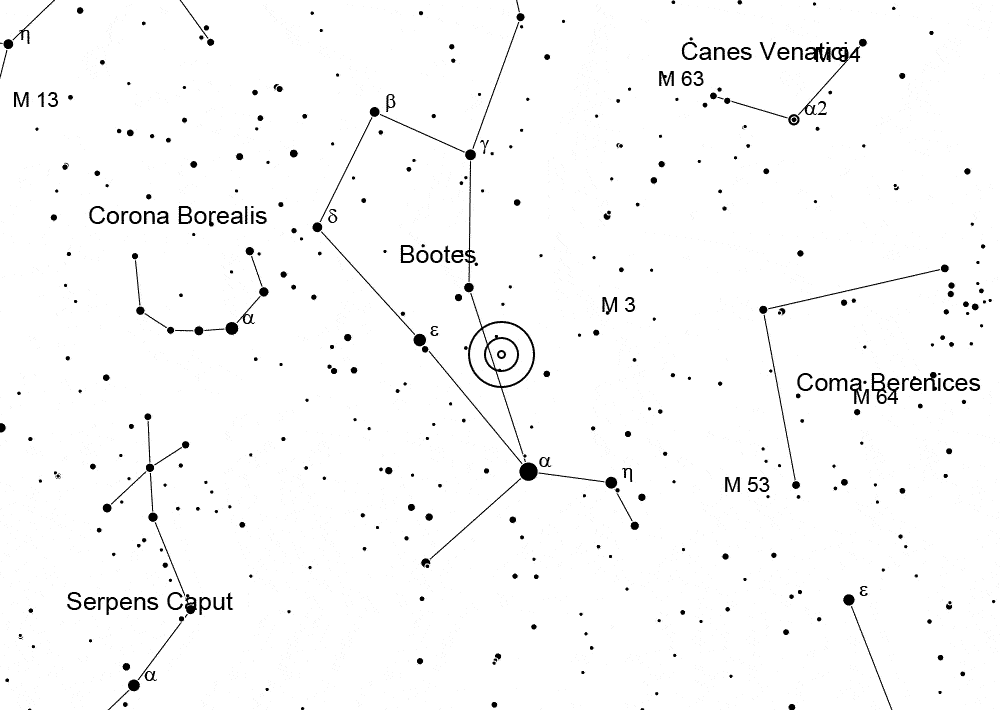 η
Canes Venatici
M 94
M 63
M 13
β
α2
γ
Corona Borealis
δ
Bootes
M 3
α
ε
Coma Berenices
M 64
α
η
M 53
ε
Serpens Caput
α